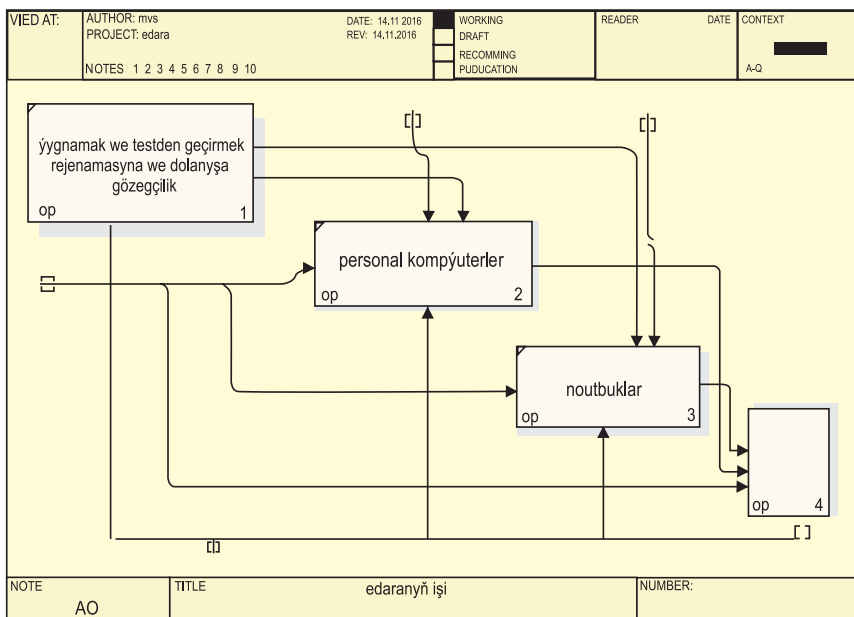 VIED AT:
AUTHOR: mvs
PROJECT: edara
NOTES 1 2 3 4 5 6 7 8 9 10
DATE: 14.11 2016
REV: 14.11.2016
WORKING
DRAFT
RECOMMING
PUDUCATION
READER
DATE
CONTEXT
A-Q
ýygnamak we testden geçirmek
rejenamasyna we dolanyşa
gözegçilik
op 1
personal kompýuterler
op 2
noutbuklar
op 3
op 4
NOTE
AO
TITLE
edaranyň işi
NUMBER: